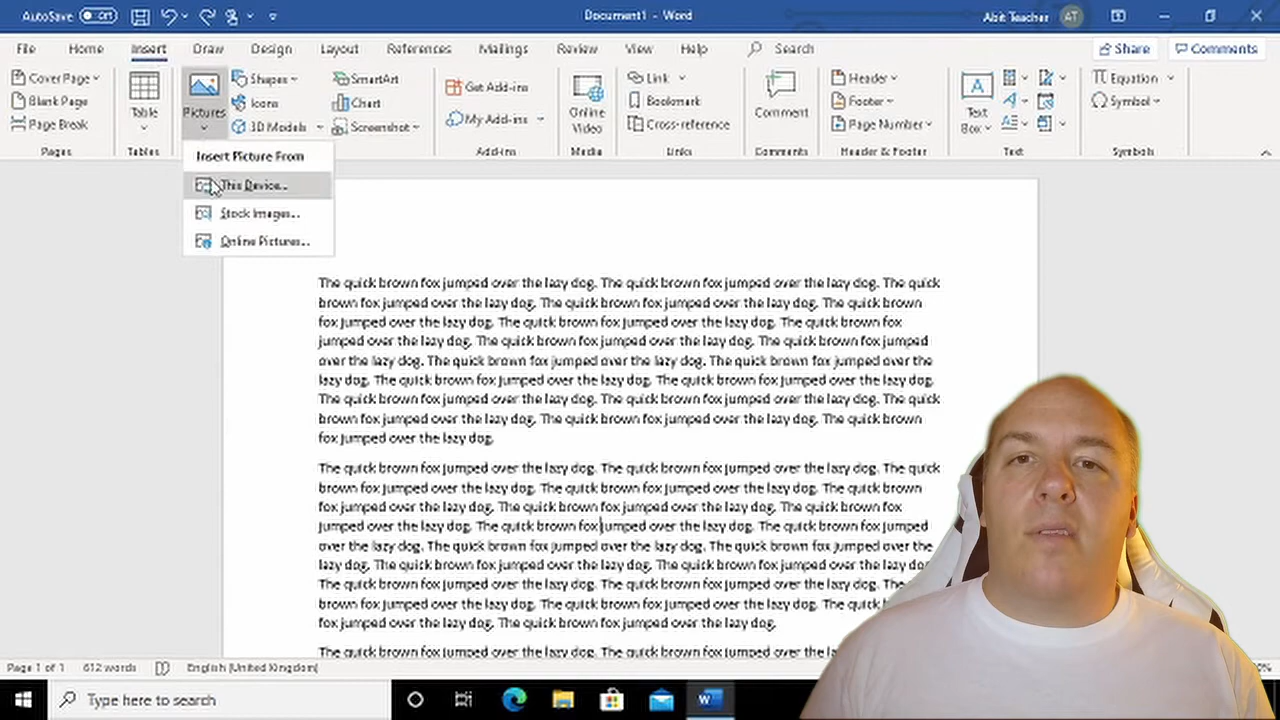 AutoSave Off Document1 - Word Abit Teacher AT
File Home Insert Draw Design Layout References Mailings Review View Help Search Share Comments
Cover Page
Blank Page
Page Break
Pages
Table
Tables
Pictures
Shapes
Icons
3D Models
SmartArt
Chart
Screenshot
Get Add-ins
My Add-ins
Add-ins
Online
Video
Media
Link
Bookmark
Cross-reference
Links
Comment
Comments
Header
Footer
Page Number
Header & Footer
Text
Box
Text
Equation
Symbol
Symbols
Insert Picture From
This Device...
Stock Images...
Online Pictures...
The quick brown fox jumped over the lazy dog. The quick brown fox jumped over the lazy dog. The quick
brown fox jumped over the lazy dog. The quick brown fox jumped over the lazy dog. The quick brown
fox jumped over the lazy dog. The quick brown fox jumped over the lazy dog. The quick brown fox
jumped over the lazy dog. The quick brown fox jumped over the lazy dog. The quick brown fox jumped
over the lazy dog. The quick brown fox jumped over the lazy dog. The quick brown fox jumped over the
lazy dog. The quick brown fox jumped over the lazy dog. The quick brown fox jumped over the lazy dog.
The quick brown fox jumped over the lazy dog. The quick brown fox jumped over the lazy dog. The quick
brown fox jumped over the lazy dog. The quick brown fox jumped over the lazy dog. The quick brown
fox jumped over the lazy dog.
The quick brown fox jumped over the lazy dog. The quick brown fox jumped over the lazy dog. The quick
brown fox jumped over the lazy dog. The quick brown fox jumped over the lazy dog. The quick brown
fox jumped over the lazy dog. The quick brown fox jumped over the lazy dog. The quick brown fox
jumped over the lazy dog. The quick brown fox jumped over the lazy dog. The quick brown fox jumped
over the lazy dog. The quick brown fox jumped over the lazy dog. The quick brown fox jumped over the
lazy dog. The quick brown fox jumped over the lazy dog. The quick brown fox jumped over the
The quick brown fox jumped over the lazy dog. The quick brown fox jumped over the lazy dog. The
brown fox jumped over the lazy dog. The quick brown fox jumped over the lazy dog. The quick
fox jumped over the lazy dog. The quick brown fox jumped over the lazy dog.
The quick brown fox jumped over the lazy dog. The quick brown fox jumped over the
Page 1 of 1 612 words English (United Kingdom)
Type here to search